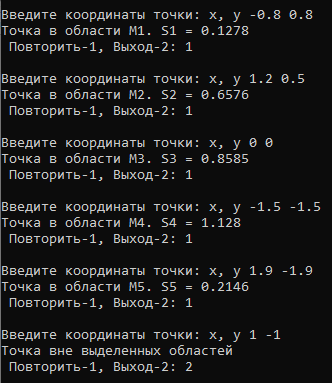 Введите координаты точки: x, y -0.8 0.8
Точка в области M1. S1 = 0.1278
Повторить-1, Выход-2: 1
Введите координаты точки: x, y 1.2 0.5
Точка в области M2. S2 = 0.6576
Повторить-1, Выход-2: 1
Введите координаты точки: x, y 0 0
Точка в области M3. S3 = 0.8585
Повторить-1, Выход-2: 1
Введите координаты точки: x, y -1.5 -1.5
Точка в области M4. S4 = 1.128
Повторить-1, Выход-2: 1
Введите координаты точки: x, y 1.9 -1.9
Точка в области M5. S5 = 0.2146
Повторить-1, Выход-2: 1
Введите координаты точки: x, y 1 -1
Точка вне выделенных областей
Повторить-1, Выход-2: 2